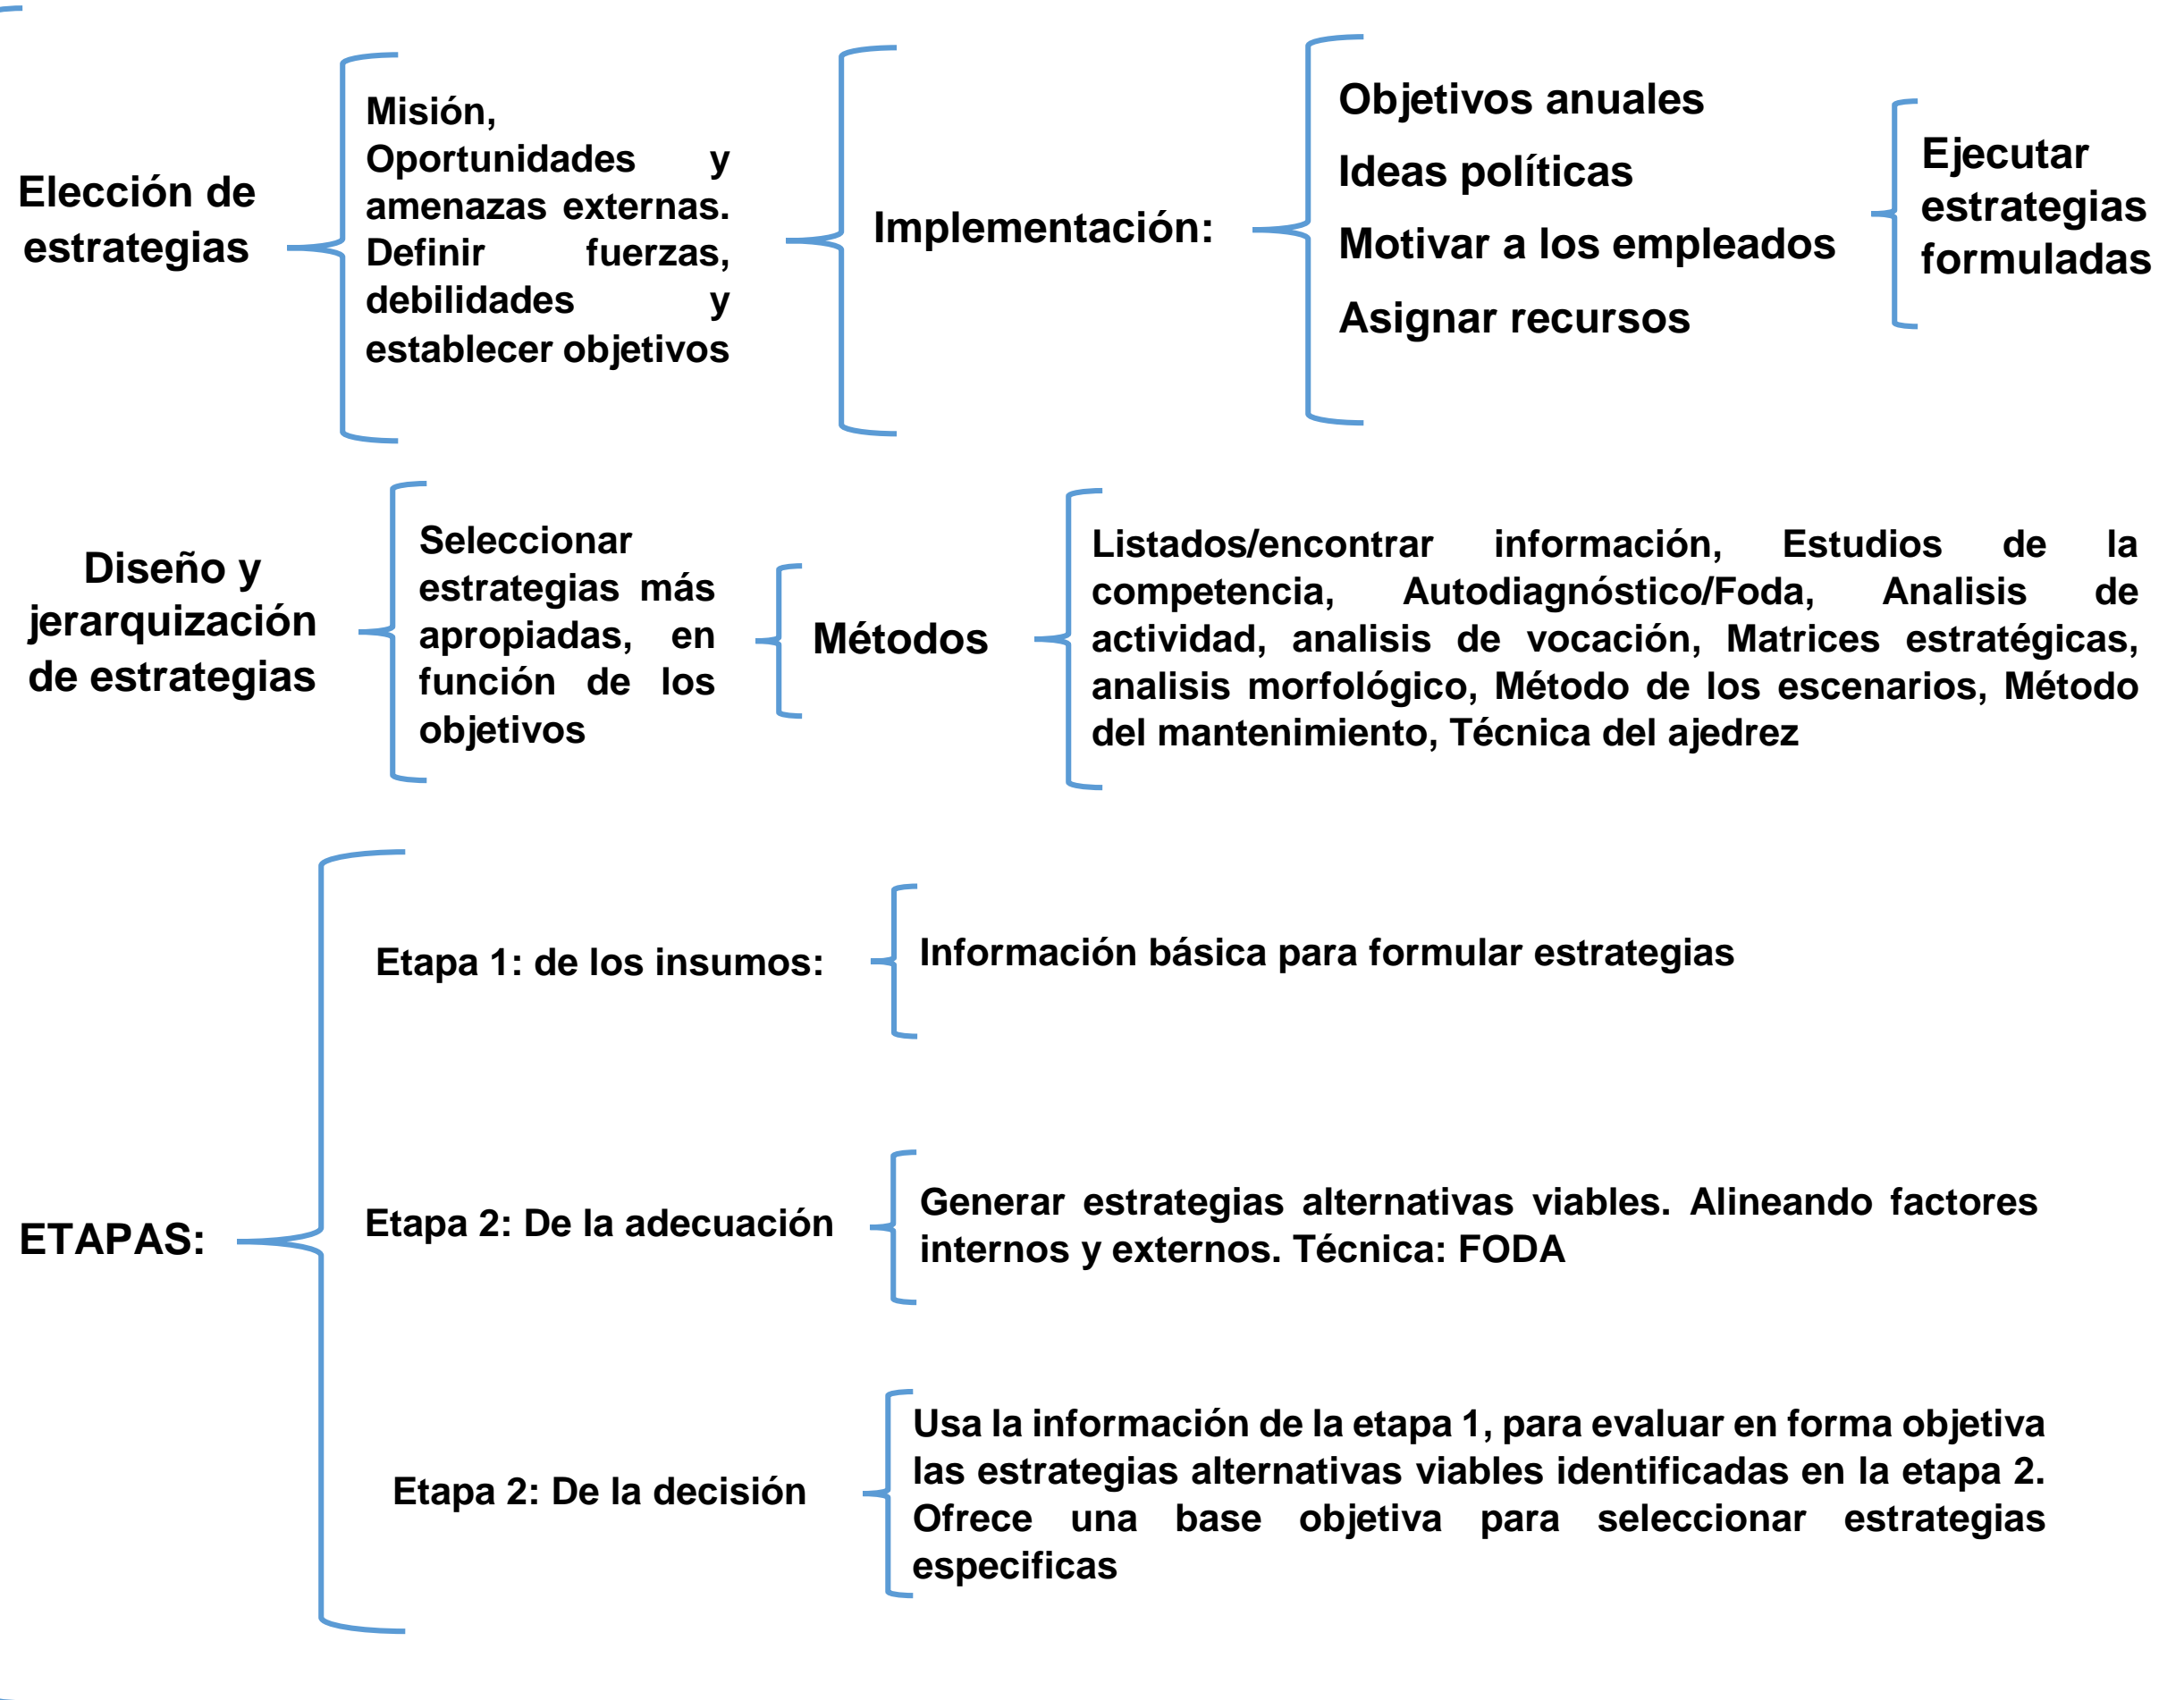 Elección de
estrategias
Misión,
Oportunidades y
amenazas externas.
Definir fuerzas,
debilidades y
establecer objetivos
Implementación:
Objetivos anuales
Ideas políticas
Motivar a los empleados
Asignar recursos
Ejecutar
estrategias
formuladas
Diseño y
jerarquización
de estrategias
Seleccionar
estrategias más
apropiadas, en
función de los
objetivos
Métodos
Listados/encontrar información, Estudios de la
competencia, Autodiagnóstico/Foda, Analisis de
actividad, analisis de vocación, Matrices estratégicas,
analisis morfológico, Método de los escenarios, Método
del mantenimiento, Técnica del ajedrez
ETAPAS:
Etapa 1: de los insumos:
Información básica para formular estrategias
Etapa 2: De la adecuación
Generar estrategias alternativas viables. Alineando factores
internos y externos. Técnica: FODA
Etapa 2: De la decisión
Usa la información de la etapa 1, para evaluar en forma objetiva
las estrategias alternativas viables identificadas en la etapa 2.
Ofrece una base objetiva para seleccionar estrategias
especificas